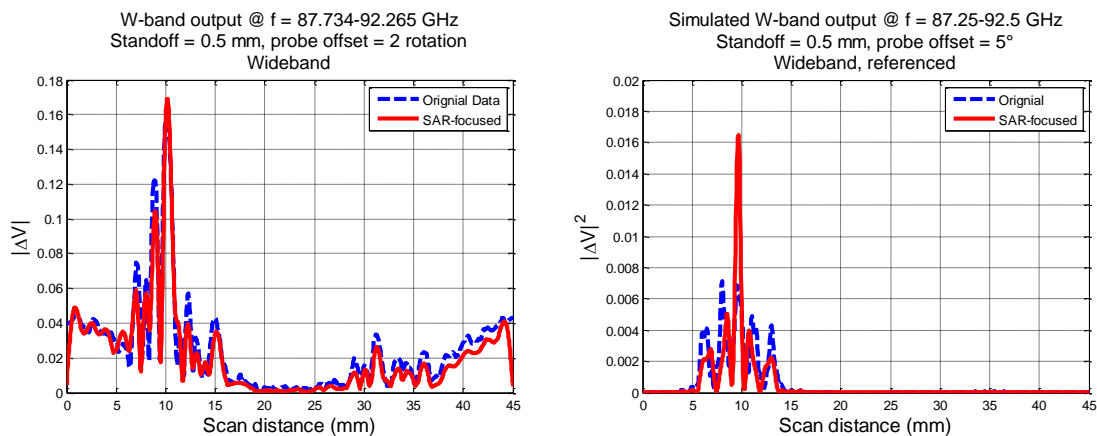 W-band output @ f = 87.734-92.265 GHz
Standoff = 0.5 mm, probe offset = 2 rotation
Wideband
0.18
0.16
0.14
0.12
0.1
0.08
0.06
0.04
0.02
0
|ΔV|
Orignial Data
SAR-focused
0 5 10 15 20 25 30 35 40 45
Scan distance (mm)
Simulated W-band output @ f = 87.25-92.5 GHz
Standoff = 0.5 mm, probe offset = 5°
Wideband, referenced
0.02
0.018
0.016
0.014
0.012
0.01
0.008
0.006
0.004
0.002
0
|ΔV|²
Orignial
SAR-focused
0 5 10 15 20 25 30 35 40 45
Scan distance (mm)